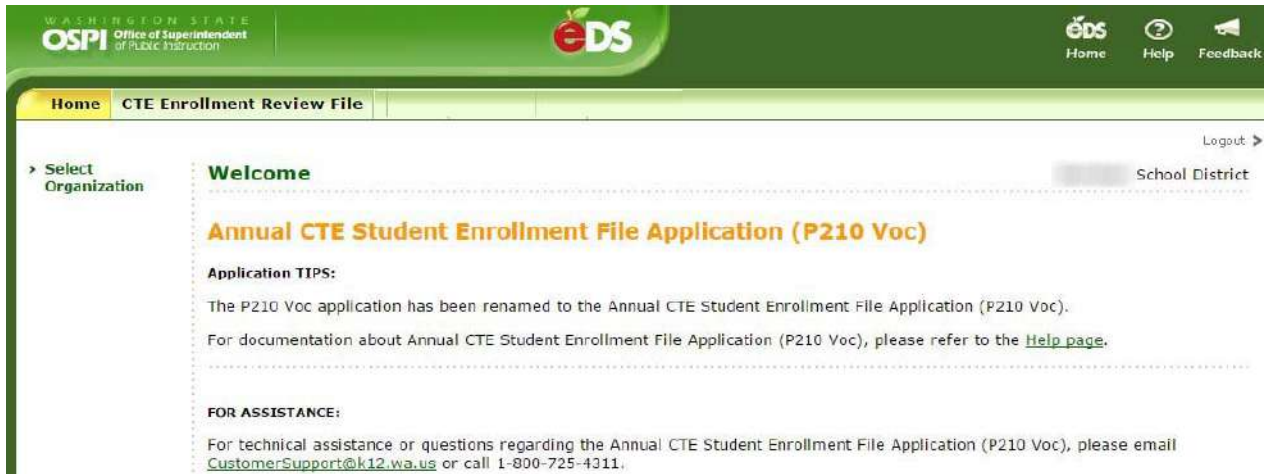 WASHINGTON STATE
OSPI Office of Superintendent
of Public Instruction
eDS
eDS
Home
Help
Feedback
Home
CTE Enrollment Review File
Logout >
› Select
Organization
Welcome
School District
Annual CTE Student Enrollment File Application (P210 Voc)
Application TIPS:
The P210 Voc application has been renamed to the Annual CTE Student Enrollment File Application (P210 Voc).
For documentation about Annual CTE Student Enrollment File Application (P210 Voc), please refer to the Help page.
FOR ASSISTANCE:
For technical assistance or questions regarding the Annual CTE Student Enrollment File Application (P210 Voc), please email
CustomerSupport@k12.wa.us or call 1-800-725-4311.